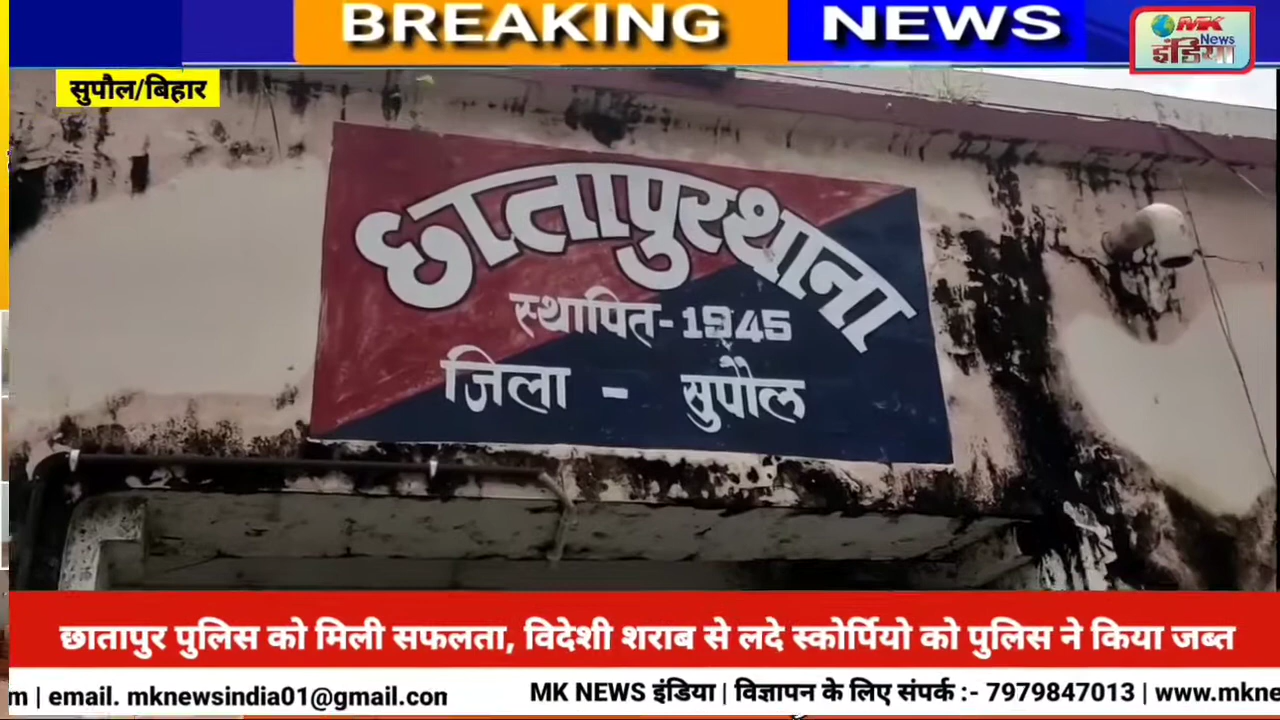 BREAKING NEWS
MK News इंडिया
सुपौल/बिहार
छातापुर थाना
स्थापित-1945
जिला - सुपौल
छातापुर पुलिस को मिली सफलता, विदेशी शराब से लदे स्कोर्पियो को पुलिस ने किया जब्त
m | email. mknewsindia01@gmail.con MK NEWS इंडिया | विज्ञापन के लिए संपर्क :- 7979847013 | www.mkne